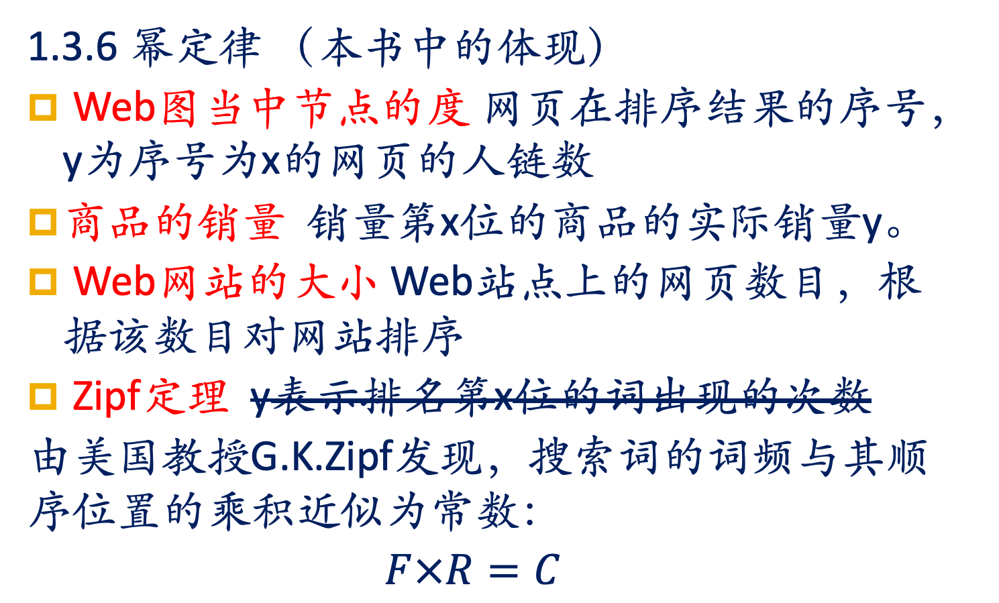 1.3.6 幂定律 （本书中的体现）
Web图当中节点的度 网页在排序结果的序号，
y为序号为x的网页的人链数
商品的销量 销量第x位的商品的实际销量y。
Web网站的大小 Web站点上的网页数目，根
据该数目对网站排序
Zipf定理 y表示排名第x位的词出现的次数
由美国教授G.K.Zipf发现，搜索词的词频与其顺
序位置的乘积近似为常数：
F×R = C